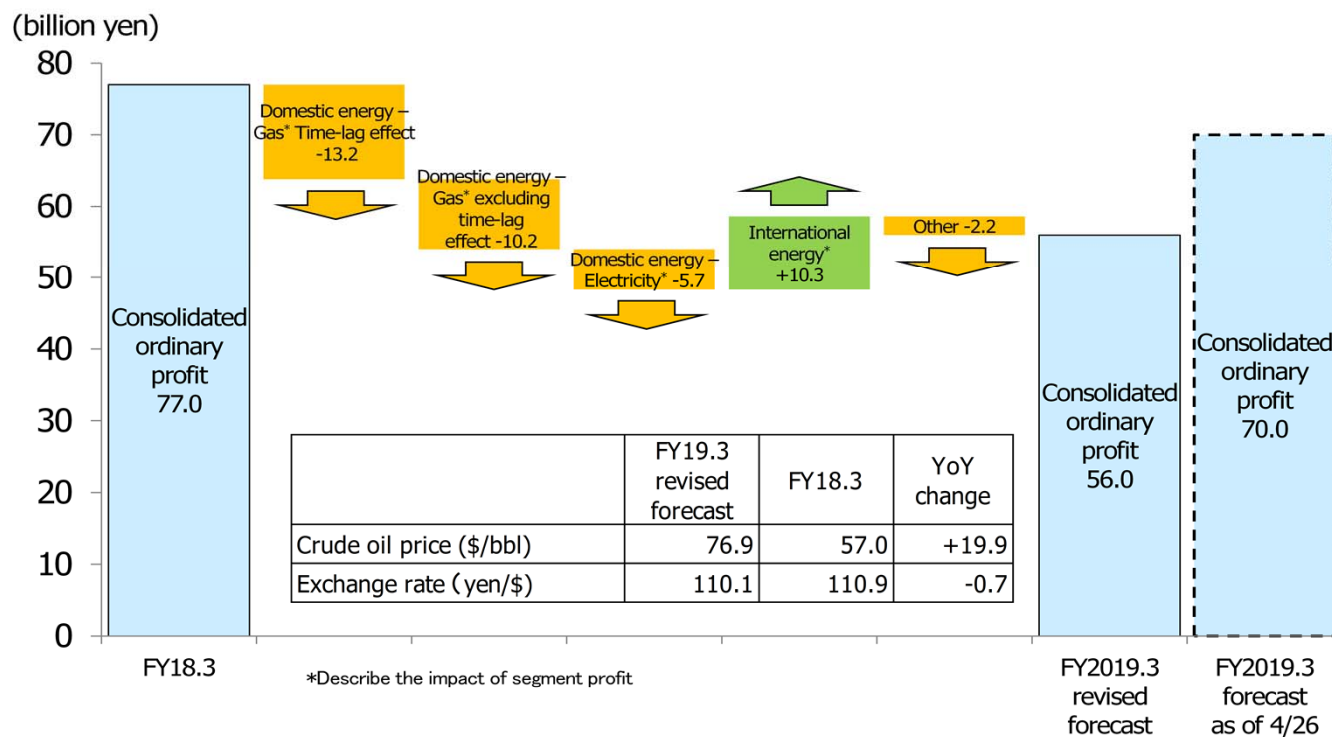 (billion yen)
80
70
60
50
40
30
20
10
0
Consolidated
ordinary
profit
77.0
Domestic energy –
Gas* Time-lag effect
-13.2
Domestic energy –
Gas* excluding
time-lag
effect -10.2
Domestic energy –
Electricity* -5.7
International
energy*
+10.3
Other -2.2
Consolidated
ordinary
profit
56.0
Consolidated
ordinary
profit
70.0
FY19.3
revised
forecast
FY18.3
YoY
change
Crude oil price ($/bbl) 76.9 57.0 +19.9
Exchange rate (yen/$) 110.1 110.9 -0.7
FY18.3
*Describe the impact of segment profit
FY2019.3
revised
forecast
FY2019.3
forecast
as of 4/26